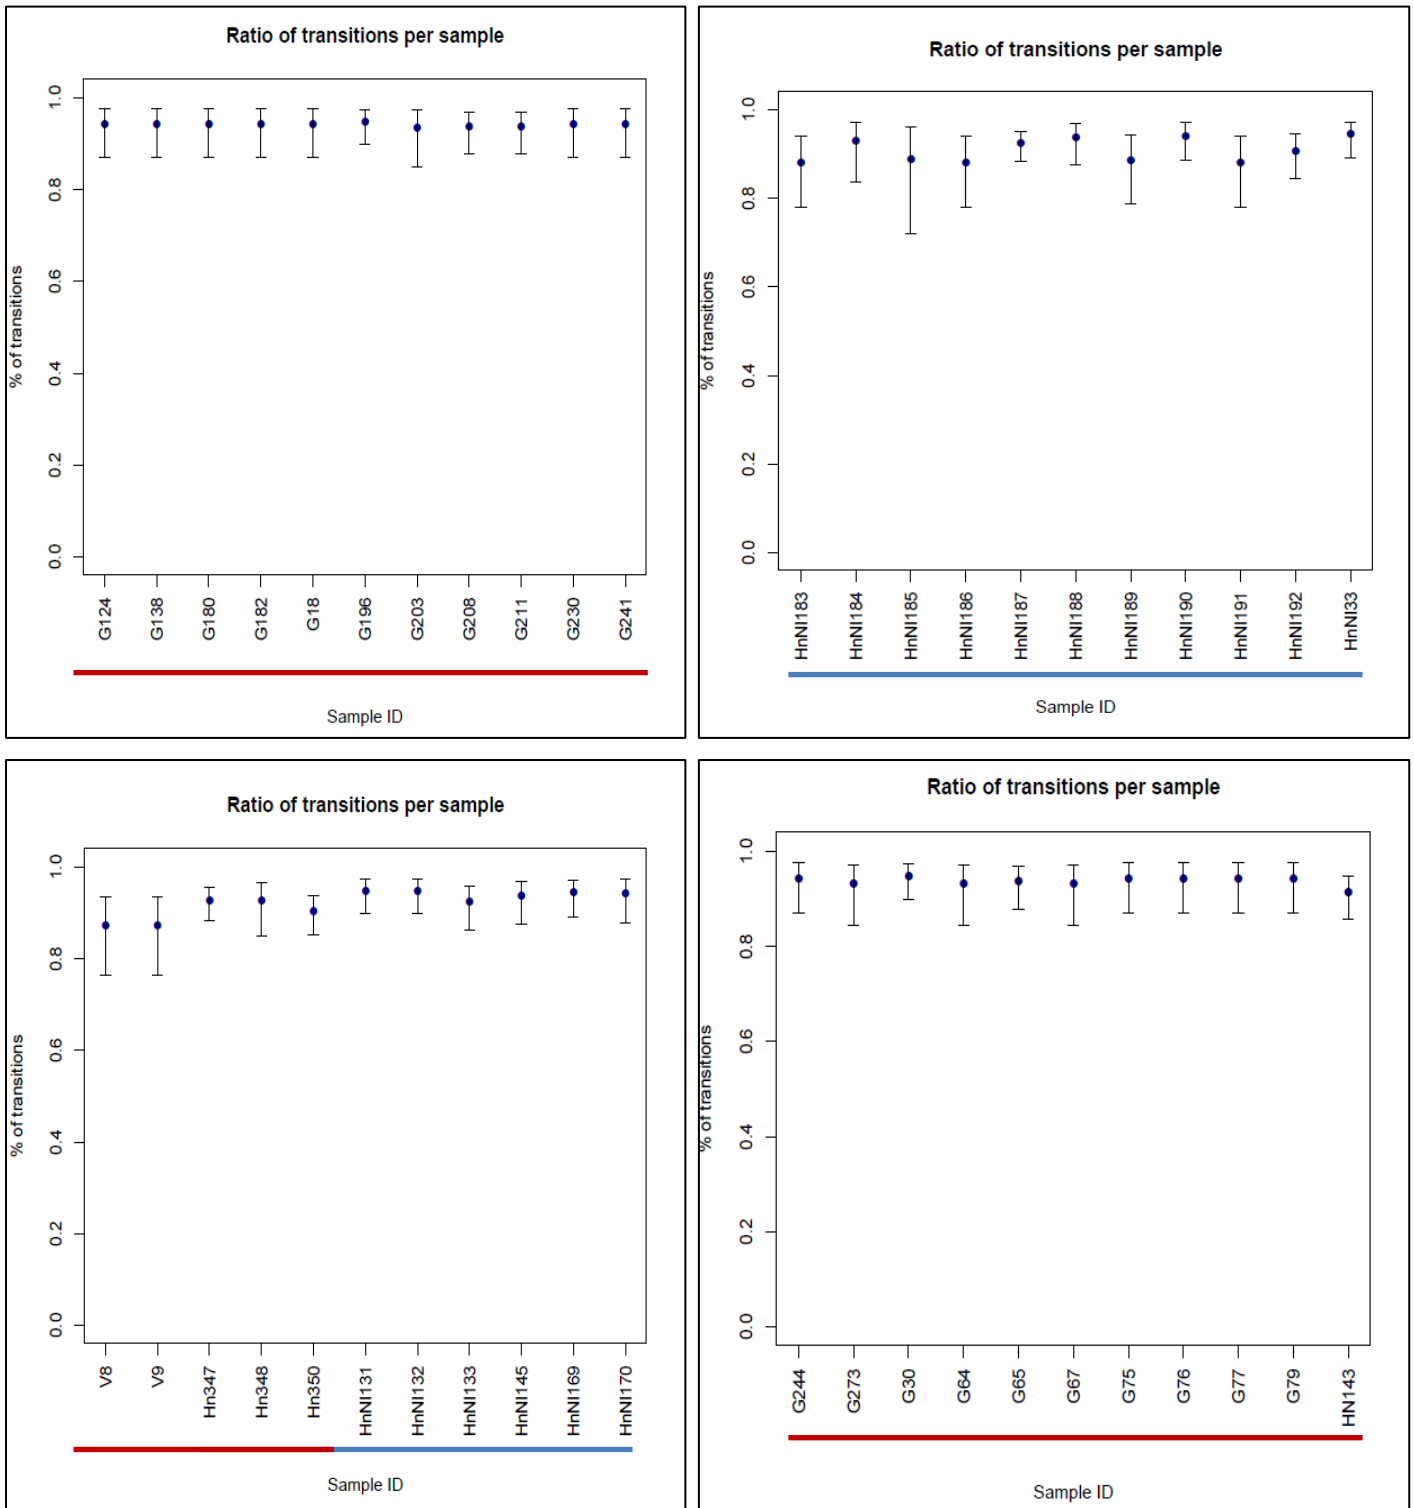 Ratio of transitions per sample
% of transitions
1.0
0.8
0.6
0.4
0.2
0.0
G124 G138 G180 G182 G18 G196 G203 G208 G211 G230 G241
Sample ID
Ratio of transitions per sample
% of transitions
1.0
0.8
0.6
0.4
0.2
0.0
HnNI183 HnNI184 HnNI185 HnNI186 HnNI187 HnNI188 HnNI189 HnNI190 HnNI191 HnNI192 HnNI33
Sample ID
Ratio of transitions per sample
% of transitions
1.0
0.8
0.6
0.4
0.2
0.0
V8 V9 Hn347 Hn348 Hn350 HnNI131 HnNI132 HnNI133 HnNI145 HnNI169 HnNI170
Sample ID
Ratio of transitions per sample
% of transitions
1.0
0.8
0.6
0.4
0.2
0.0
G244 G273 G30 G64 G65 G67 G75 G76 G77 G79 HN143
Sample ID